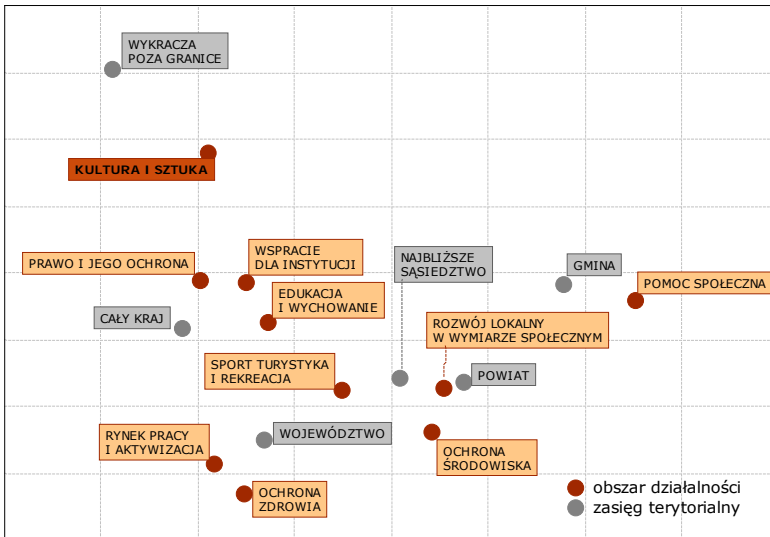 WYKRACZA
POZA GRANICE
KULTURA I SZTUKA
PRAWO I JEGO OCHRONA
WSPRACIE
DLA INSTYTUCJI
NAJBLIŻSZE
SĄSIEDZTWO
GMINA
POMOC SPOŁECZNA
EDUKACJA
I WYCHOWANIE
CAŁY KRAJ
ROZWÓJ LOKALNY
W WYMIARZE SPOŁECZNYM
SPORT TURYSTYKA
I REKREACJA
POWIAT
RYNEK PRACY
I AKTYWIZACJA
WOJEWÓDZTWO
OCHRONA
ŚRODOWISKA
OCHRONA
ZDROWIA
obszar działalności
zasięg terytorialny